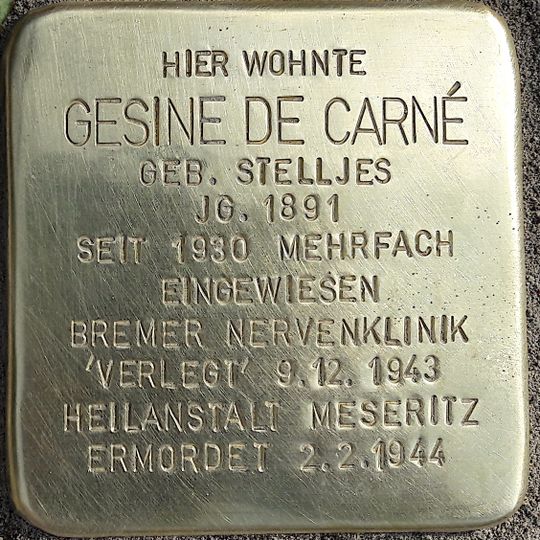 HIER WOHNTE
GESINE DE CARNÉ
GEB. STELLJES
JG. 1891
SEIT 1930 MEHRFACH
EINGEWIESEN
BREMER NERVENKLINIK
'VERLEGT' 9.12.1943
HEILANSTALT MESERITZ
ERMORDET 2.2.1944